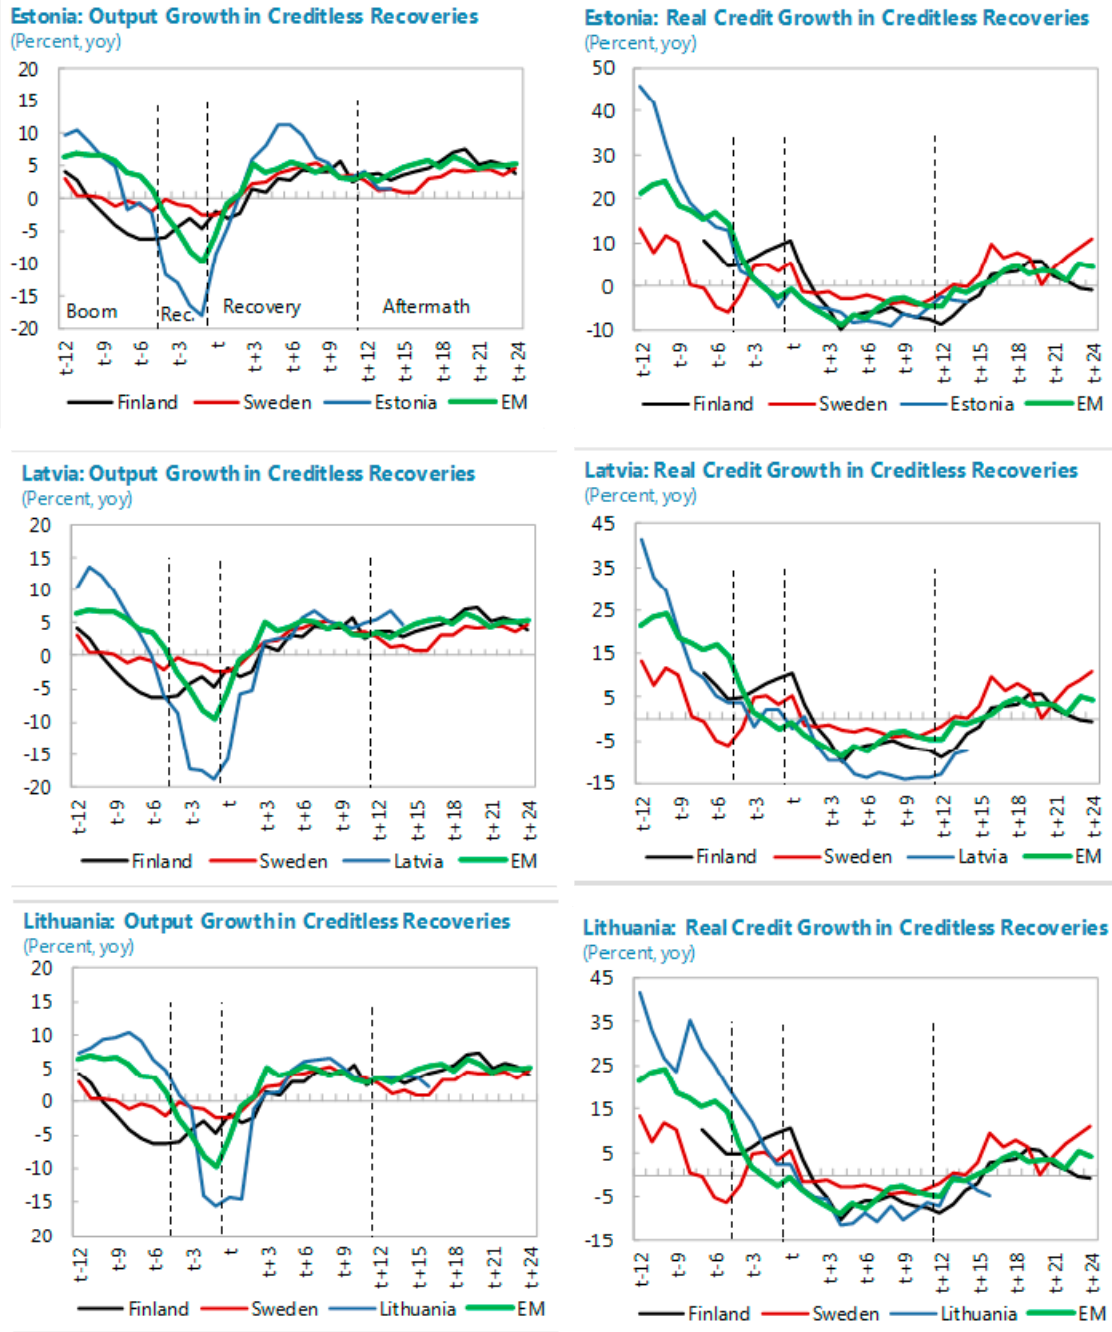 Estonia: Output Growth in Creditless Recoveries
(Percent, yoy)
20
15
10
5
0
-5
-10
-15
-20
Boom
Rec.
Recovery
Aftermath
t-12 t-9 t-6 t-3 t t+3 t+6 t+9 t+12 t+15 t+18 t+21 t+24
Finland Sweden Estonia EM
Estonia: Real Credit Growth in Creditless Recoveries
(Percent, yoy)
50
40
30
20
10
0
-10
t-12 t-9 t-6 t-3 t t+3 t+6 t+9 t+12 t+15 t+18 t+21 t+24
Finland Sweden Estonia EM
Latvia: Output Growth in Creditless Recoveries
(Percent, yoy)
20
15
10
5
0
-5
-10
-15
-20
t-12 t-9 t-6 t-3 t t+3 t+6 t+9 t+12 t+15 t+18 t+21 t+24
Finland Sweden Latvia EM
Latvia: Real Credit Growth in Creditless Recoveries
(Percent, yoy)
45
35
25
15
5
-5
-15
t-12 t-9 t-6 t-3 t t+3 t+6 t+9 t+12 t+15 t+18 t+21 t+24
Finland Sweden Latvia EM
Lithuania: Output Growth in Creditless Recoveries
(Percent, yoy)
20
15
10
5
0
-5
-10
-15
20
t-12 t-9 t-6 t-3 t t+3 t+6 t+9 t+12 t+15 t+18 t+21 t+24
Finland Sweden Lithuania EM
Lithuania: Real Credit Growth in Creditless Recoveries
(Percent, yoy)
45
35
25
15
5
-5
-15
t-12 t-9 t-6 t-3 t t+3 t+6 t+9 t+12 t+15 t+18 t+21 t+24
Finland Sweden Lithuania EM